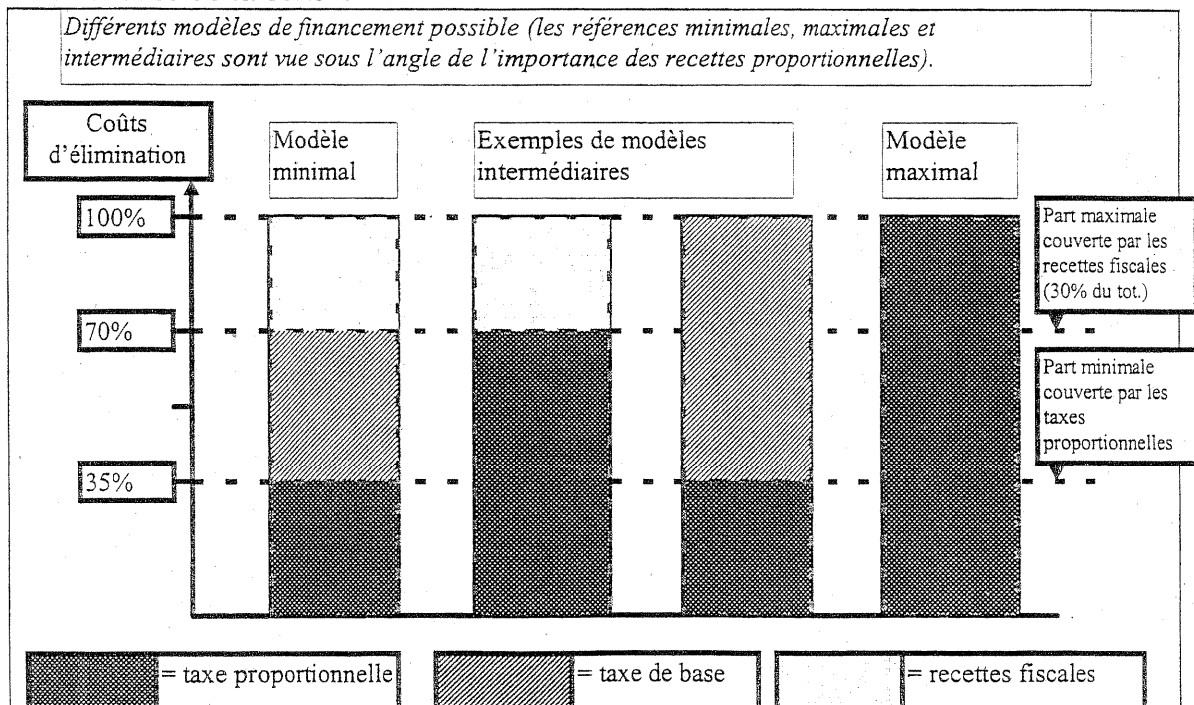 Différents modèles de financement possible (les références minimales, maximales et
intermédiaires sont vue sous l'angle de l'importance des recettes proportionnelles).
Coûts
d'élimination
Modèle
minimal
Exemples de modèles
intermédiaires
Modèle
maximal
100%
70%
35%
Part maximale
couverte par les
recettes fiscales
(30% du tot.)
Part minimale
couverte par les
taxes
proportionnelles
= taxe proportionnelle
= taxe de base
= recettes fiscales